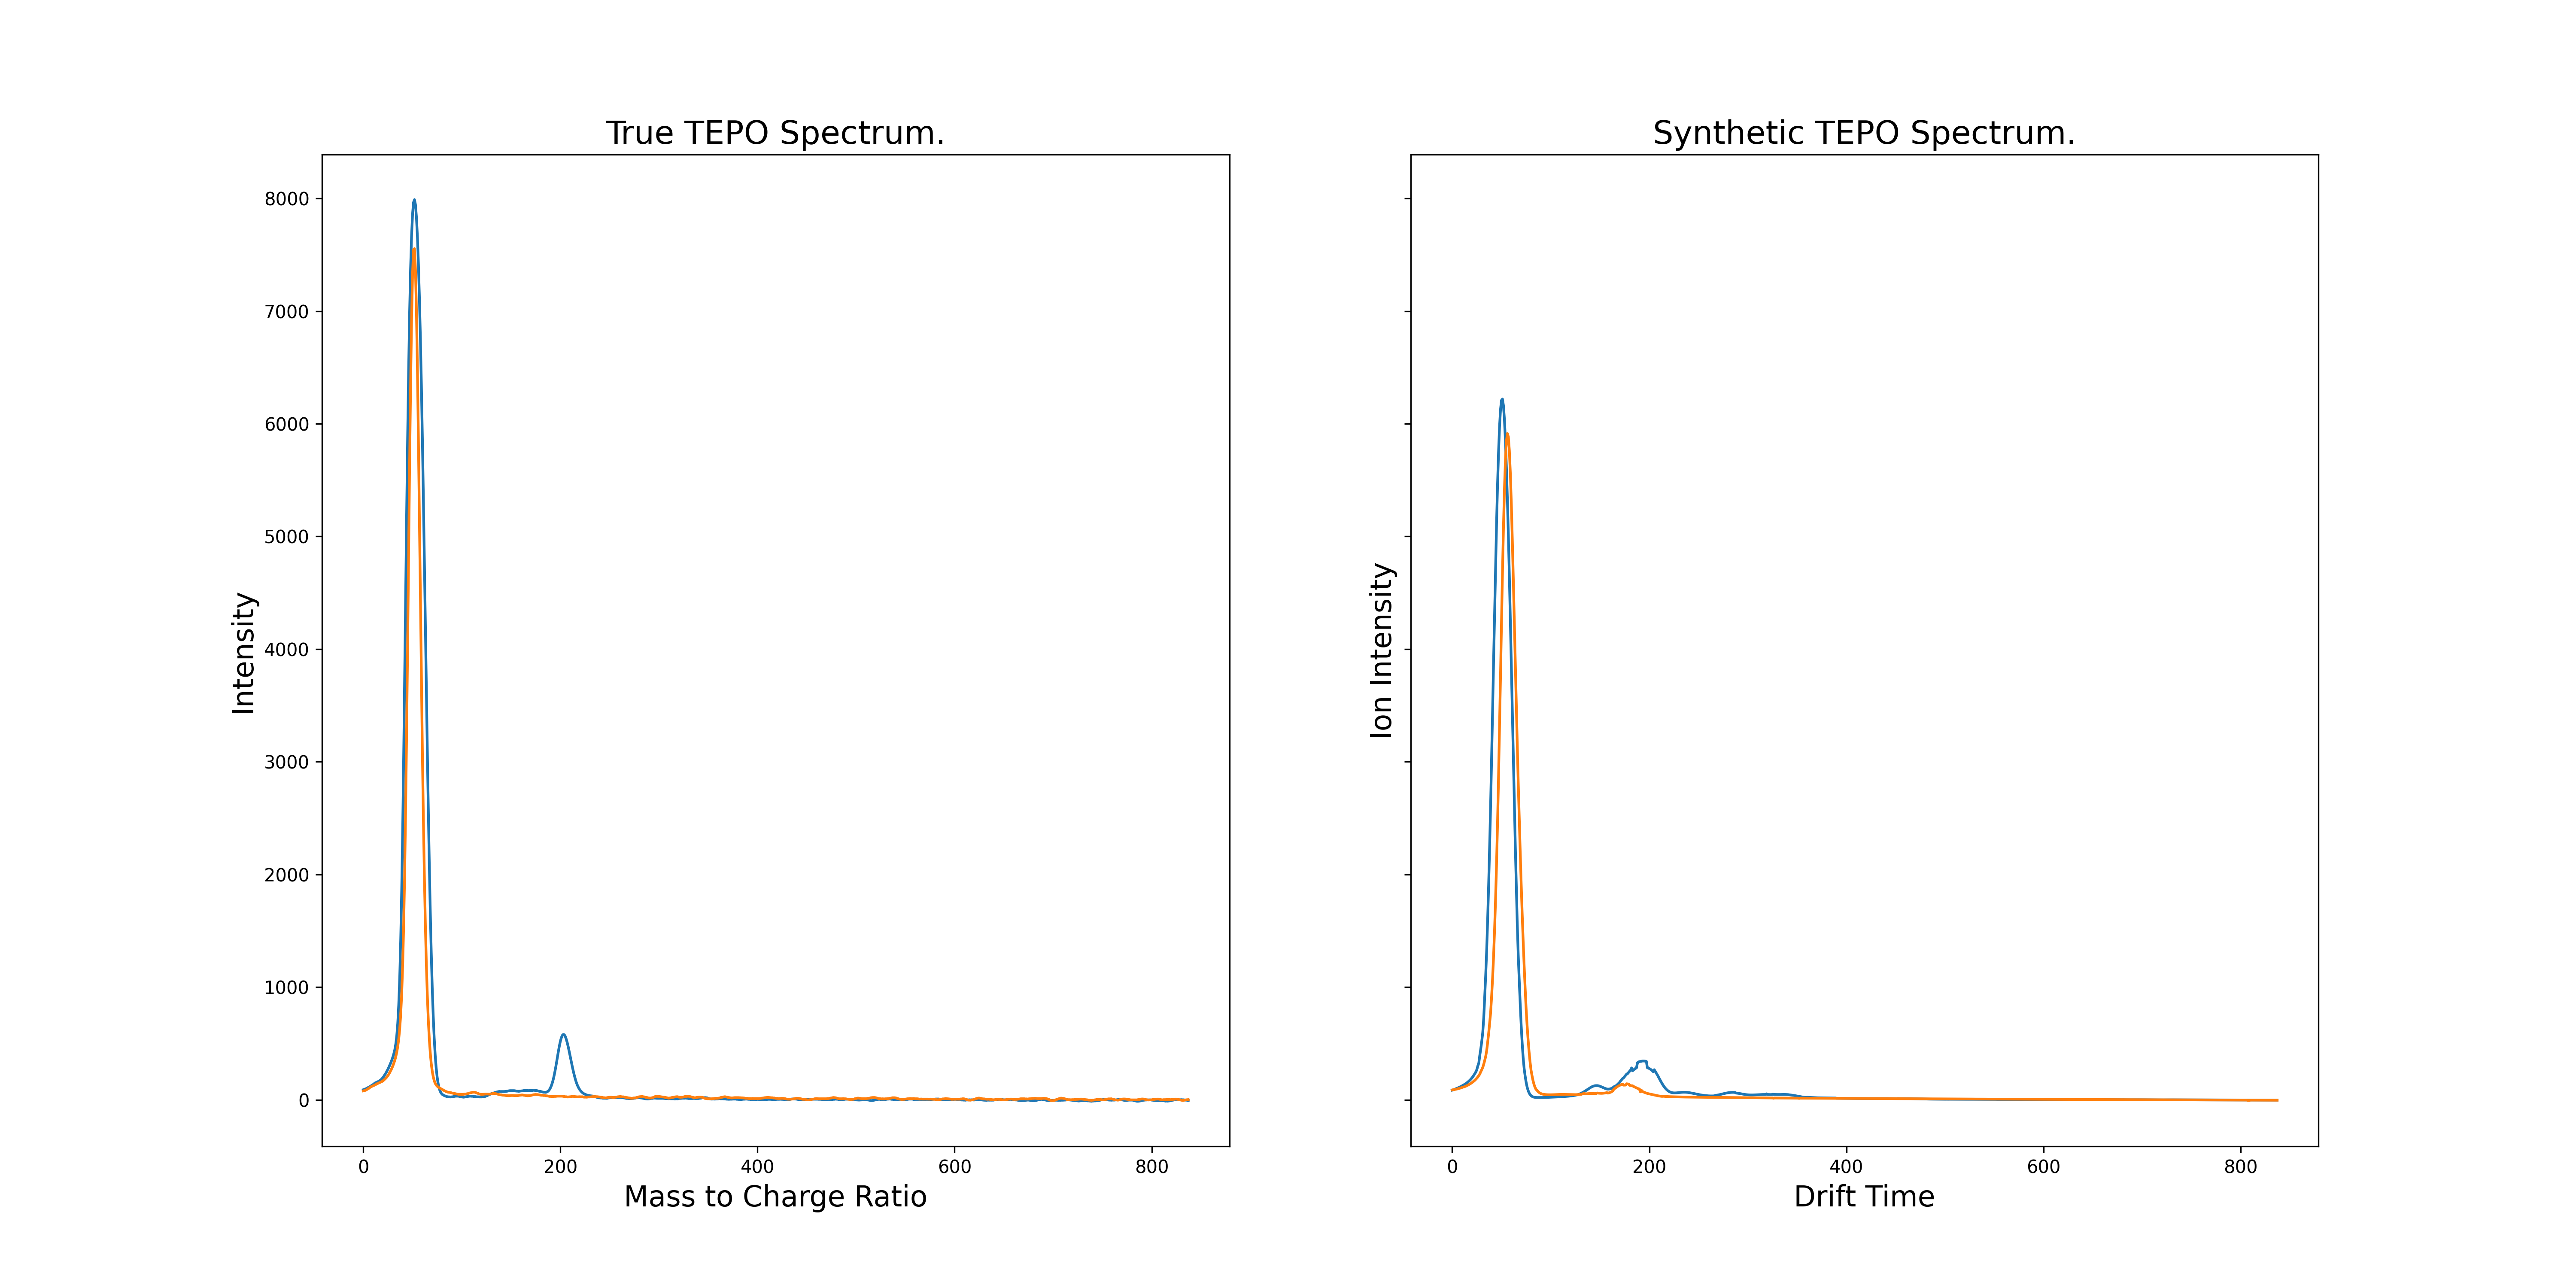 True TEPO Spectrum.
8000
7000
6000
5000
4000
3000
2000
1000
0
Intensity
0 200 400 600 800
Mass to Charge Ratio
Synthetic TEPO Spectrum.
Ion Intensity
0 200 400 600 800
Drift Time